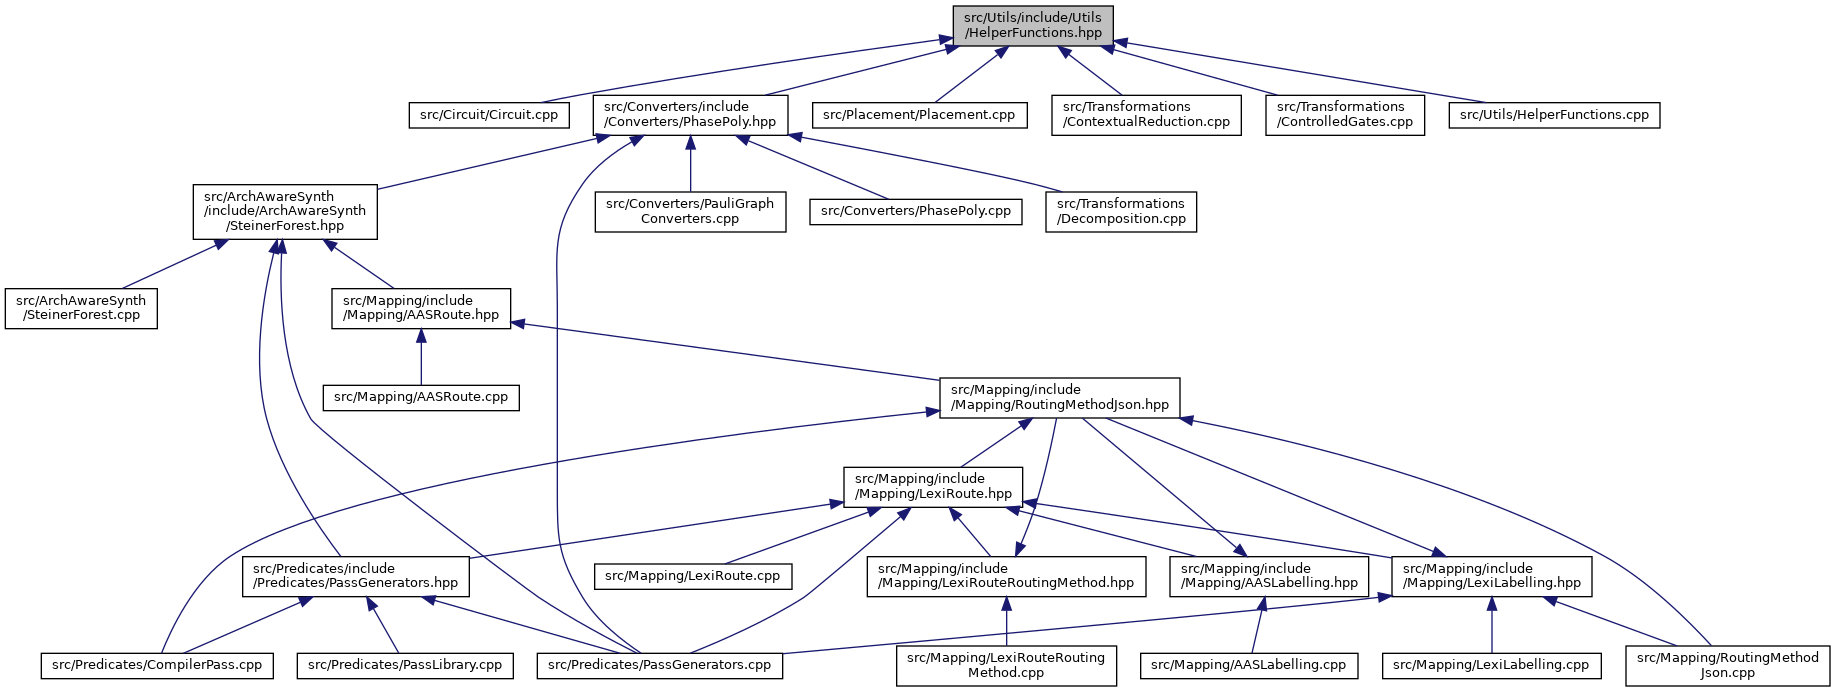 src/Utils/include/Utils
/HelperFunctions.hpp
src/Circuit/Circuit.cpp
src/Converters/include
/Converters/PhasePoly.hpp
src/Placement/Placement.cpp
src/Transformations
/ContextualReduction.cpp
src/Transformations
/ControlledGates.cpp
src/Utils/HelperFunctions.cpp
src/ArchAwareSynth
/include/ArchAwareSynth
/SteinerForest.hpp
src/Converters/PauliGraph
Converters.cpp
src/Converters/PhasePoly.cpp
src/Transformations
/Decomposition.cpp
src/ArchAwareSynth
/SteinerForest.cpp
src/Mapping/include
/Mapping/AASRoute.hpp
src/Mapping/AASRoute.cpp
src/Mapping/include
/Mapping/RoutingMethodJson.hpp
src/Mapping/include
/Mapping/LexiRoute.hpp
src/Predicates/include
/Predicates/PassGenerators.hpp
src/Mapping/LexiRoute.cpp
src/Mapping/include
/Mapping/LexiRouteRoutingMethod.hpp
src/Mapping/include
/Mapping/AASLabelling.hpp
src/Mapping/include
/Mapping/LexiLabelling.hpp
src/Predicates/CompilerPass.cpp
src/Predicates/PassLibrary.cpp
src/Predicates/PassGenerators.cpp
src/Mapping/LexiRouteRouting
Method.cpp
src/Mapping/AASLabelling.cpp
src/Mapping/LexiLabelling.cpp
src/Mapping/RoutingMethod
Json.cpp